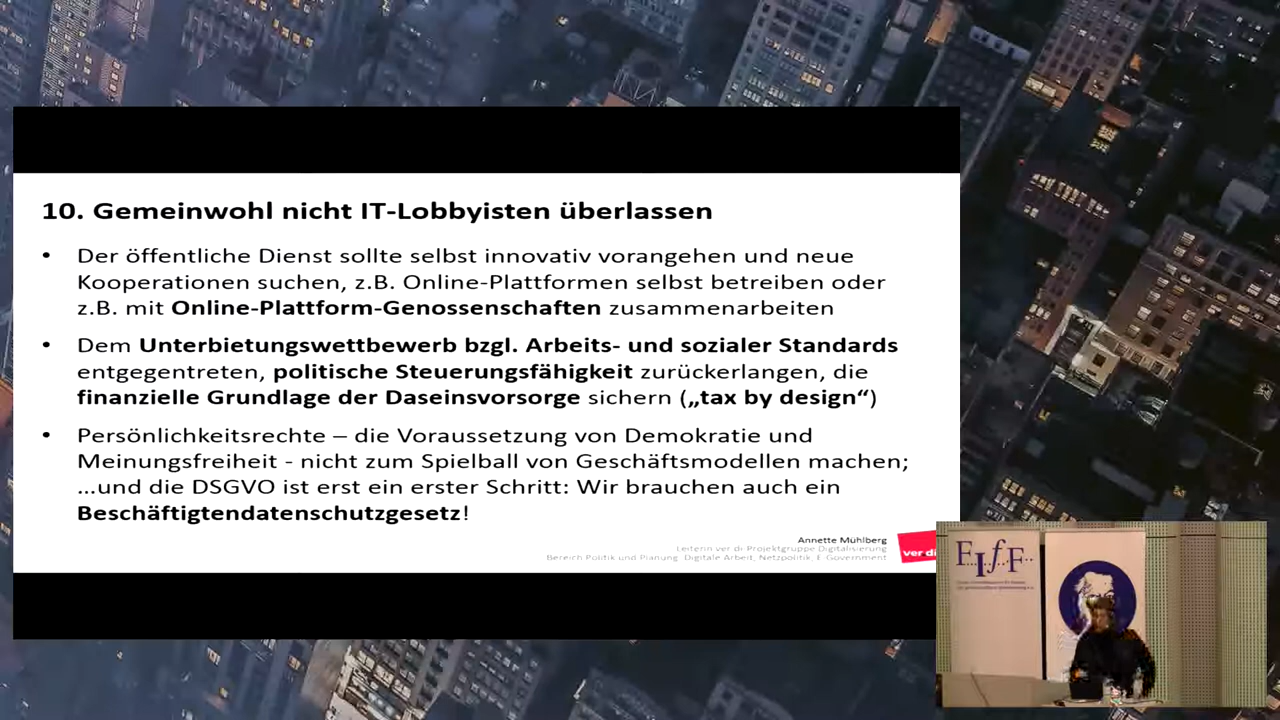 10. Gemeinwohl nicht IT-Lobbyisten überlassen
• Der öffentliche Dienst sollte selbst innovativ vorangehen und neue
Kooperationen suchen, z.B. Online-Plattformen selbst betreiben oder
z.B. mit Online-Plattform-Genossenschaften zusammenarbeiten
• Dem Unterbietungswettbewerb bzgl. Arbeits- und sozialer Standards
entgegentreten, politische Steuerungsfähigkeit zurückerlangen, die
finanzielle Grundlage der Daseinsvorsorge sichern („tax by design“)
• Persönlichkeitsrechte – die Voraussetzung von Demokratie und
Meinungsfreiheit - nicht zum Spielball von Geschäftsmodellen machen;
…und die DSGVO ist erst ein erster Schritt: Wir brauchen auch ein
Beschäftigtendatenschutzgesetz!
Annette Mühlberg
Leiterin ver.di-Projektgruppe Digitalisierung
Bereich Politik und Planung, Digitale Arbeit, Netzpolitik, E-Government
ver di
F..I..f..F..